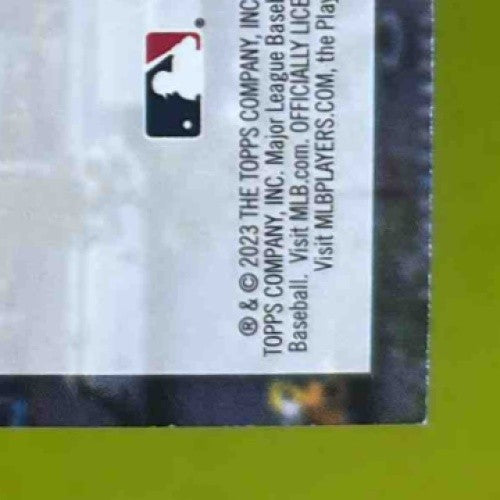 ®
® & © 2023 THE TOPPS COMPANY, INC
TOPPS COMPANY, INC. Major League Baseb
Baseball. Visit MLB.com. OFFICIALLY LICE
Visit MLBPLAYERS.COM, the Play